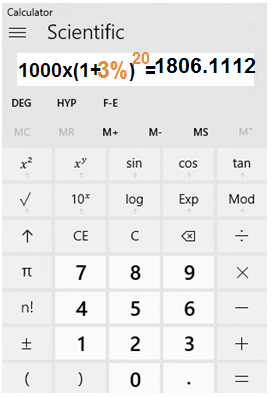 Calculator
Scientific
1000x(1+3%)^20=1806.1112
DEG HYP F-E
MC MR M+ M- MS M˅
x² xʸ sin cos tan
√ 10ˣ log Exp Mod
↑ CE C ⌫ ÷
π 7 8 9 ×
n! 4 5 6 −
± 1 2 3 +
( ) 0 . =